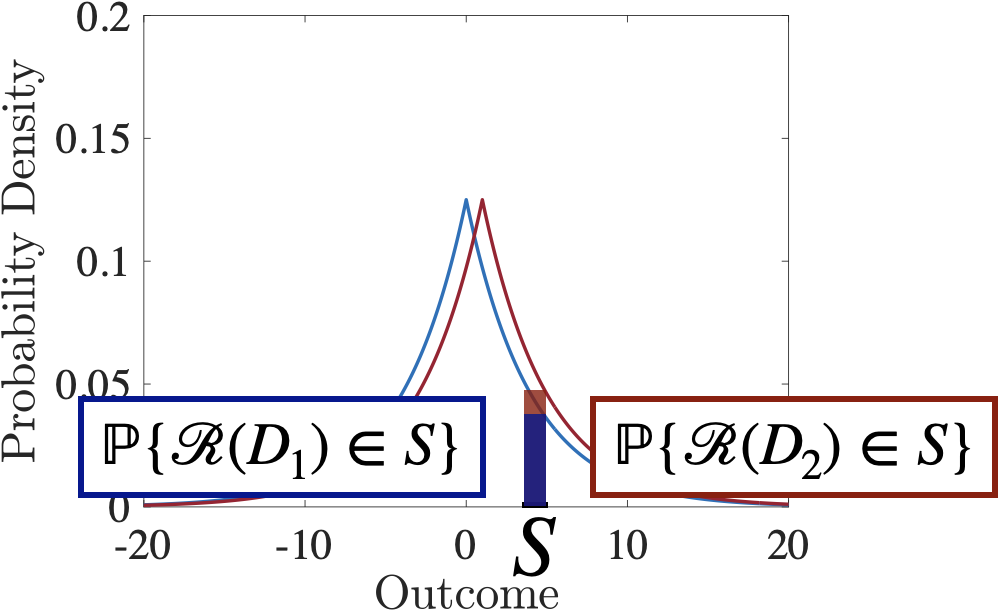 0.2
0.15
0.1
0.05
0
Probability Density
ℙ{ℛ(D₁) ∈ S}
ℙ{ℛ(D₂) ∈ S}
-20 -10 0 10 20
S
Outcome